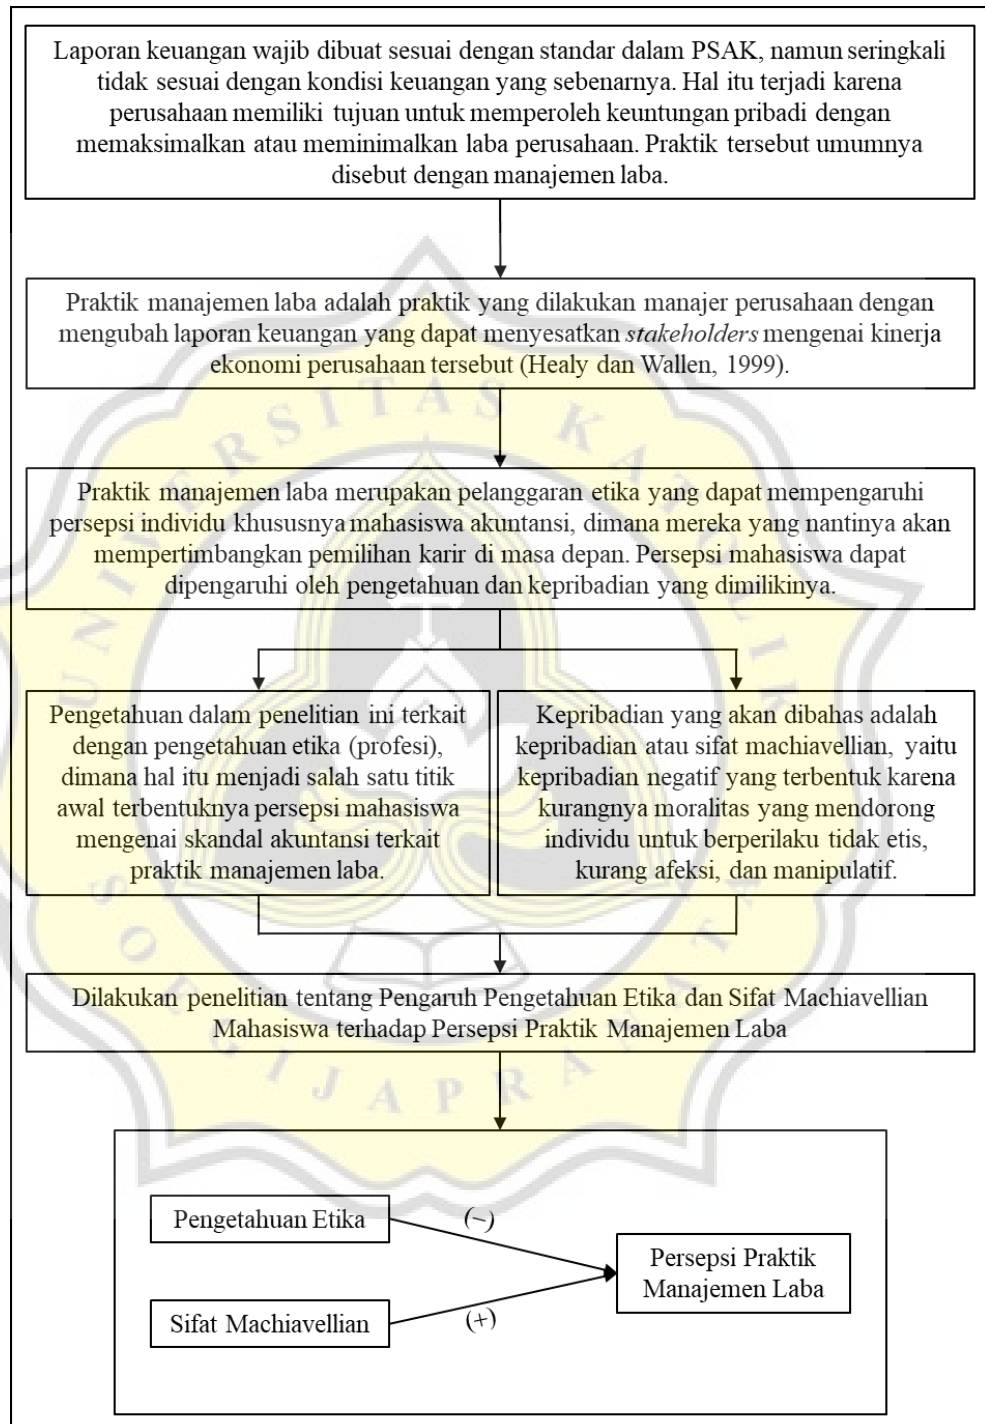 Laporan keuangan wajib dibuat sesuai dengan standar dalam PSAK, namun seringkali
tidak sesuai dengan kondisi keuangan yang sebenarnya. Hal itu terjadi karena
perusahaan memiliki tujuan untuk memperoleh keuntungan pribadi dengan
memaksimalkan atau meminimalkan laba perusahaan. Praktik tersebut umumnya
disebut dengan manajemen laba.
Praktik manajemen laba adalah praktik yang dilakukan manajer perusahaan dengan
mengubah laporan keuangan yang dapat menyesatkan stakeholders mengenai kinerja
ekonomi perusahaan tersebut (Healy dan Wallen, 1999).
Praktik manajemen laba merupakan pelanggaran etika yang dapat mempengaruhi
persepsi individu khususnya mahasiswa akuntansi, dimana mereka yang nantinya akan
mempertimbangkan pemilihan karir di masa depan. Persepsi mahasiswa dapat
dipengaruhi oleh pengetahuan dan kepribadian yang dimilikinya.
Pengetahuan dalam penelitian ini terkait
dengan pengetahuan etika (profesi),
dimana hal itu menjadi salah satu titik
awal terbentuknya persepsi mahasiswa
mengenai skandal akuntansi terkait
praktik manajemen laba.
Kepribadian yang akan dibahas adalah
kepribadian atau sifat machiavellian, yaitu
kepribadian negatif yang terbentuk karena
kurangnya moralitas yang mendorong
individu untuk berperilaku tidak etis,
kurang afeksi, dan manipulatif.
Dilakukan penelitian tentang Pengaruh Pengetahuan Etika dan Sifat Machiavellian
Mahasiswa terhadap Persepsi Praktik Manajemen Laba
Pengetahuan Etika
(−)
Persepsi Praktik
Manajemen Laba
Sifat Machiavellian
(+)
UNIVERSITAS KATOLIK
SOEGIJAPRANATA